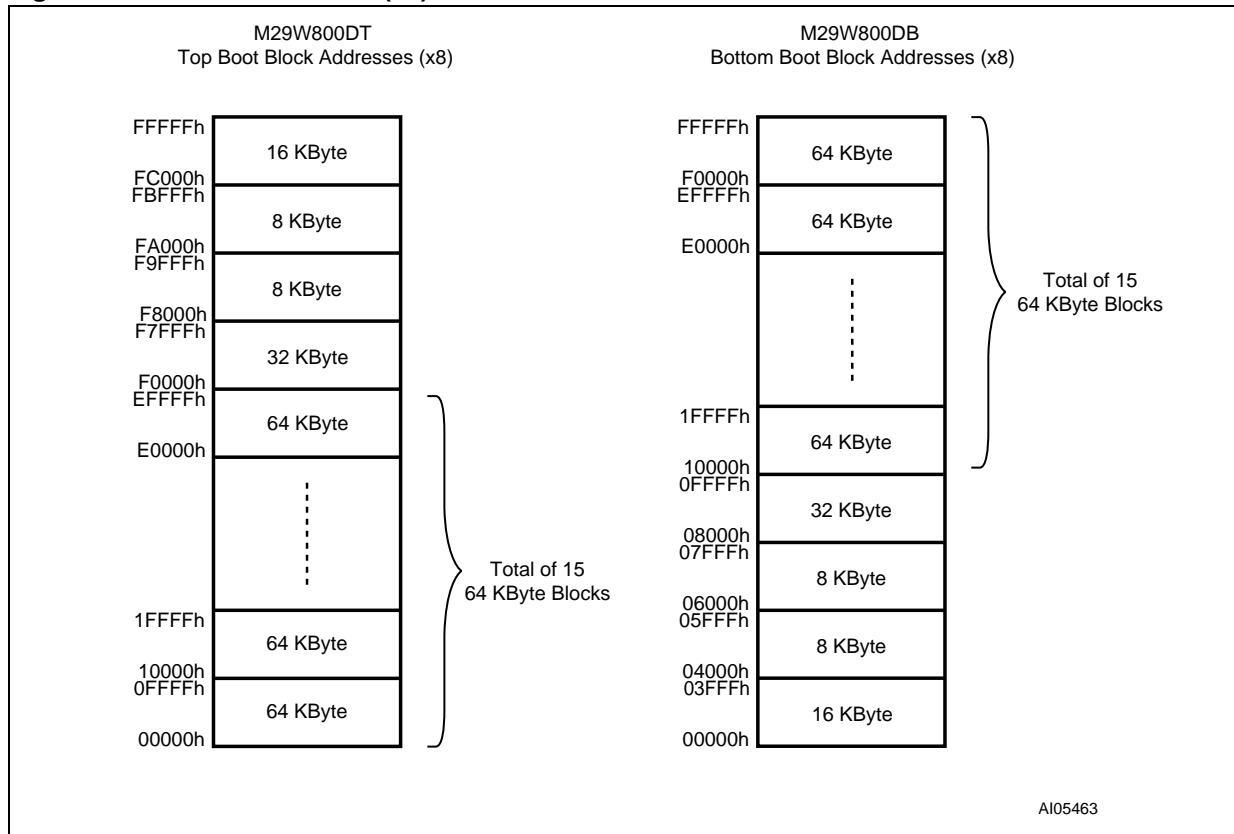 M29W800DT
Top Boot Block Addresses (x8)
FFFFFh
16 KByte
FC000h
FBFFFh
8 KByte
FA000h
F9FFFh
8 KByte
F8000h
F7FFFh
32 KByte
F0000h
EFFFFh
64 KByte
E0000h
Total of 15
64 KByte Blocks
1FFFFh
64 KByte
10000h
0FFFFh
64 KByte
00000h
M29W800DB
Bottom Boot Block Addresses (x8)
FFFFFh
64 KByte
F0000h
EFFFFh
64 KByte
E0000h
Total of 15
64 KByte Blocks
1FFFFh
64 KByte
10000h
0FFFFh
32 KByte
08000h
07FFFh
8 KByte
06000h
05FFFh
8 KByte
04000h
03FFFh
16 KByte
00000h
AI05463